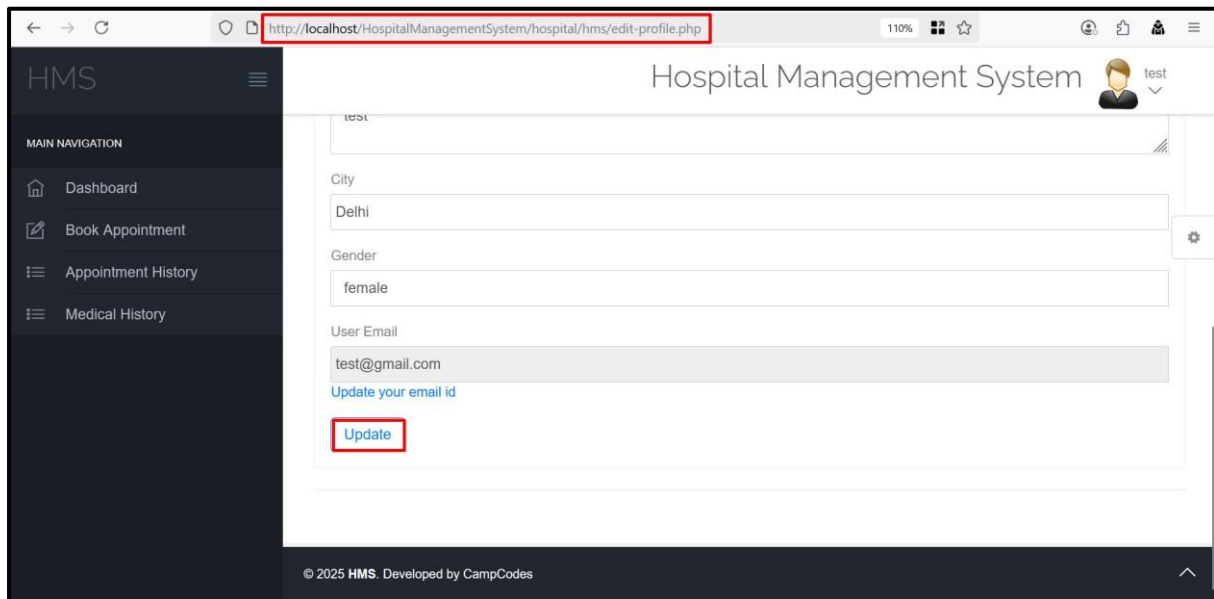 http://localhost/HospitalManagementSystem/hospital/hms/edit-profile.php 110%
HMS
Hospital Management System
test
MAIN NAVIGATION
Dashboard
Book Appointment
Appointment History
Medical History
test
City
Delhi
Gender
female
User Email
test@gmail.com
Update your email id
Update
© 2025 HMS. Developed by CampCodes